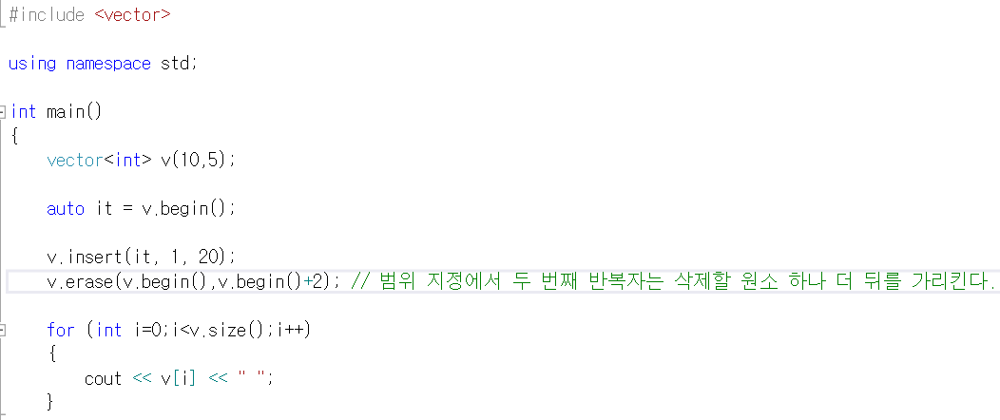 #include <vector>
using namespace std;
int main()
{
vector<int> v(10,5);
auto it = v.begin();
v.insert(it, 1, 20);
v.erase(v.begin(),v.begin()+2); // 범위 지정에서 두 번째 반복자는 삭제할 원소 하나 더 뒤를 가리킨다.
for (int i=0;i<v.size();i++)
{
cout << v[i] << " ";
}